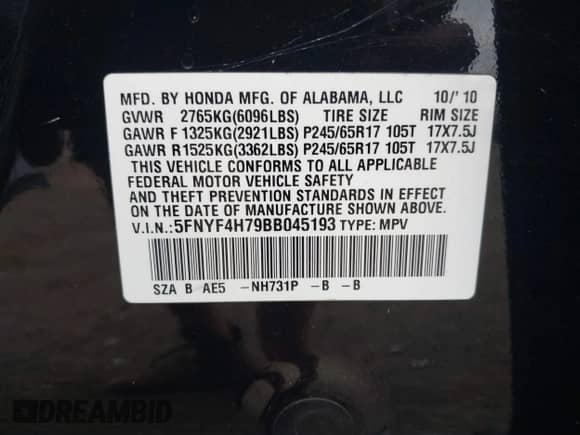 MFD. BY HONDA MFG. OF ALABAMA, LLC 10/'10
GVWR 2765KG(6096LBS) TIRE SIZE RIM SIZE
GAWR F 1325KG(2921LBS) P245/65R17 105T 17X7.5J
GAWR R1525KG(3362LBS) P245/65R17 105T 17X7.5J
THIS VEHICLE CONFORMS TO ALL APPLICABLE
FEDERAL MOTOR VEHICLE SAFETY
AND THEFT PREVENTION STANDARDS IN EFFECT
ON THE DATE OF MANUFACTURE SHOWN ABOVE.
V.I.N.:5FNYF4H79BB045193 TYPE: MPV
SZA B AE5 -NH731P -B -B
DREAMBID